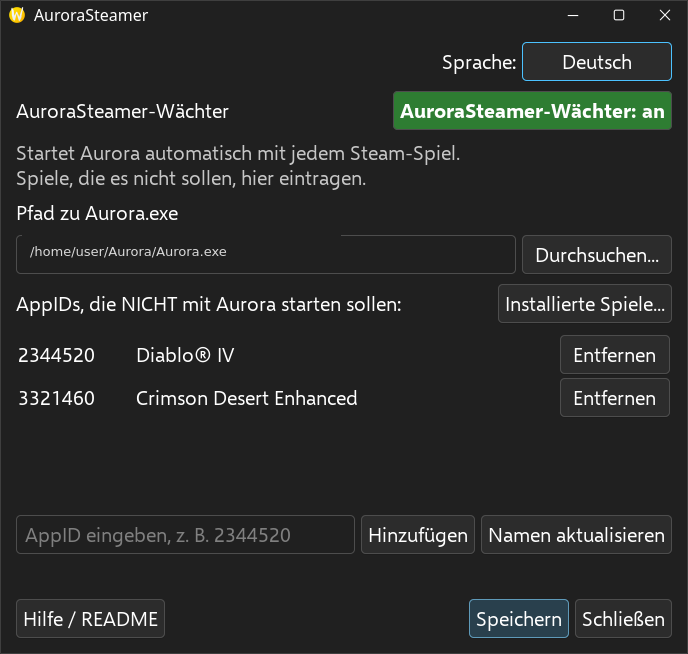 AuroraSteamer
Sprache: Deutsch
AuroraSteamer-Wächter AuroraSteamer-Wächter: an
Startet Aurora automatisch mit jedem Steam-Spiel.
Spiele, die es nicht sollen, hier eintragen.
Pfad zu Aurora.exe
/home/user/Aurora/Aurora.exe Durchsuchen...
AppIDs, die NICHT mit Aurora starten sollen: Installierte Spiele...
2344520 Diablo® IV Entfernen
3321460 Crimson Desert Enhanced Entfernen
AppID eingeben, z. B. 2344520 Hinzufügen Namen aktualisieren
Hilfe / README Speichern Schließen